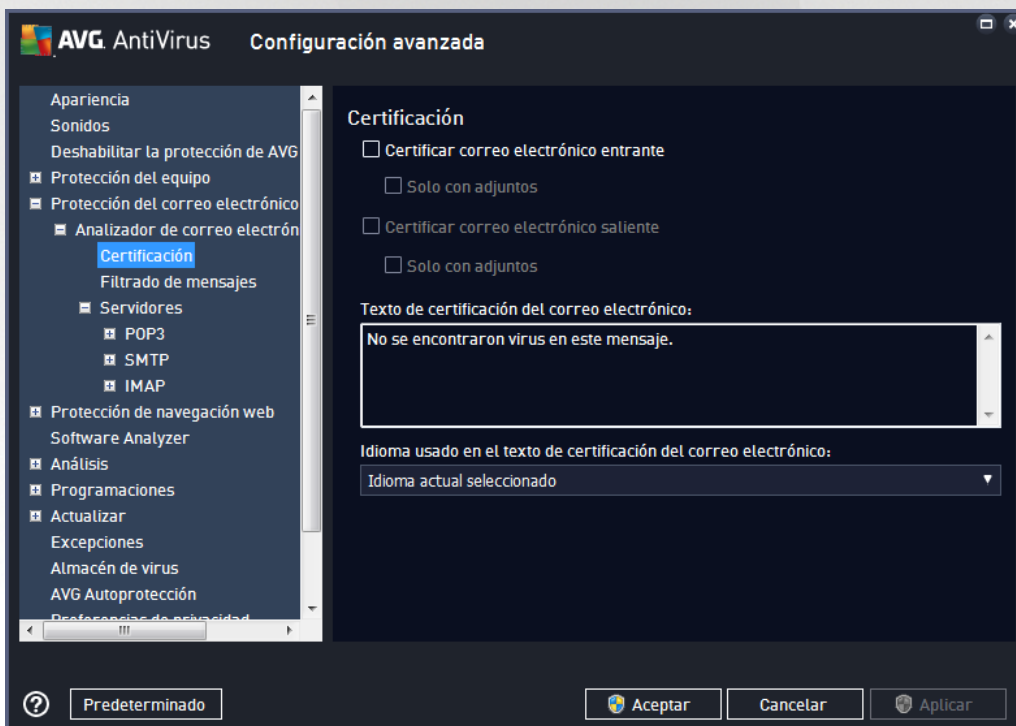 AVG AntiVirus Configuración avanzada
Apariencia
Sonidos
Deshabilitar la protección de AVG
Protección del equipo
Protección del correo electrónico
Analizador de correo electrón
Certificación
Filtrado de mensajes
Servidores
POP3
SMTP
IMAP
Protección de navegación web
Software Analyzer
Análisis
Programaciones
Actualizar
Excepciones
Almacén de virus
AVG Autoprotección
Preferencias de privacidad
Certificación
Certificar correo electrónico entrante
Solo con adjuntos
Certificar correo electrónico saliente
Solo con adjuntos
Texto de certificación del correo electrónico:
No se encontraron virus en este mensaje.
Idioma usado en el texto de certificación del correo electrónico:
Idioma actual seleccionado
Predeterminado
Aceptar
Cancelar
Aplicar